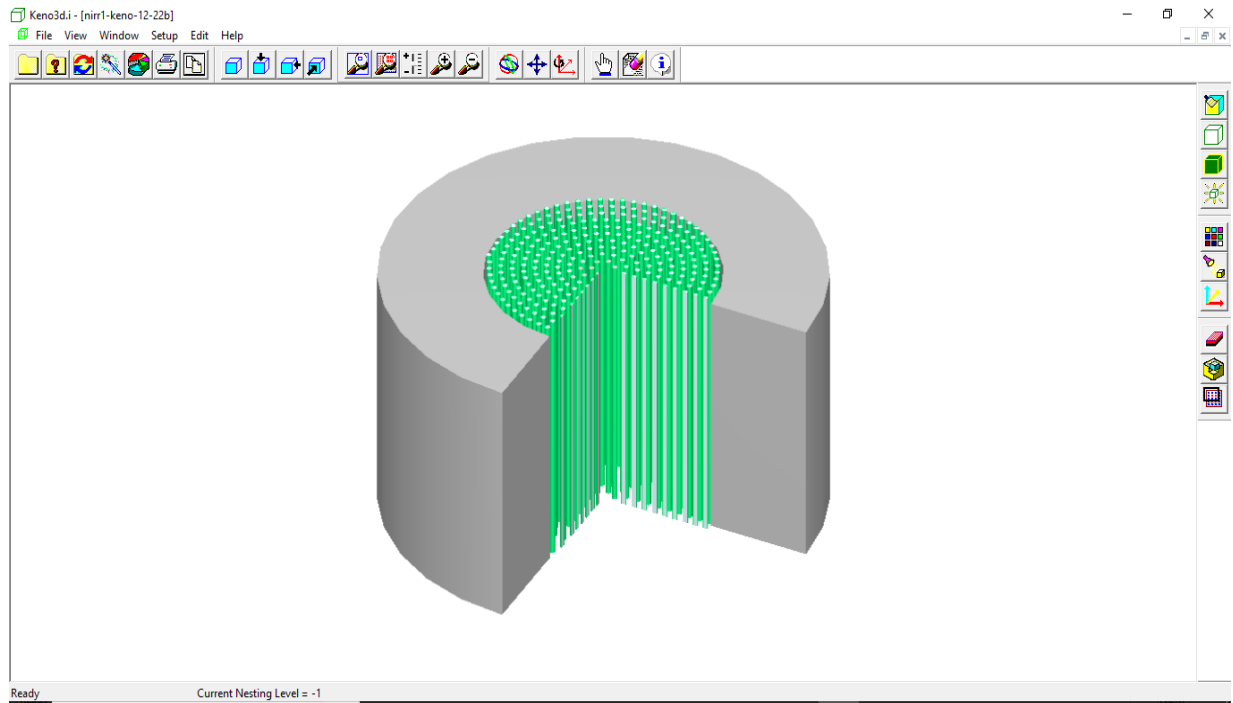 Keno3d.i - [nirr1-keno-12-22b]
File View Window Setup Edit Help
Ready Current Nesting Level = -1